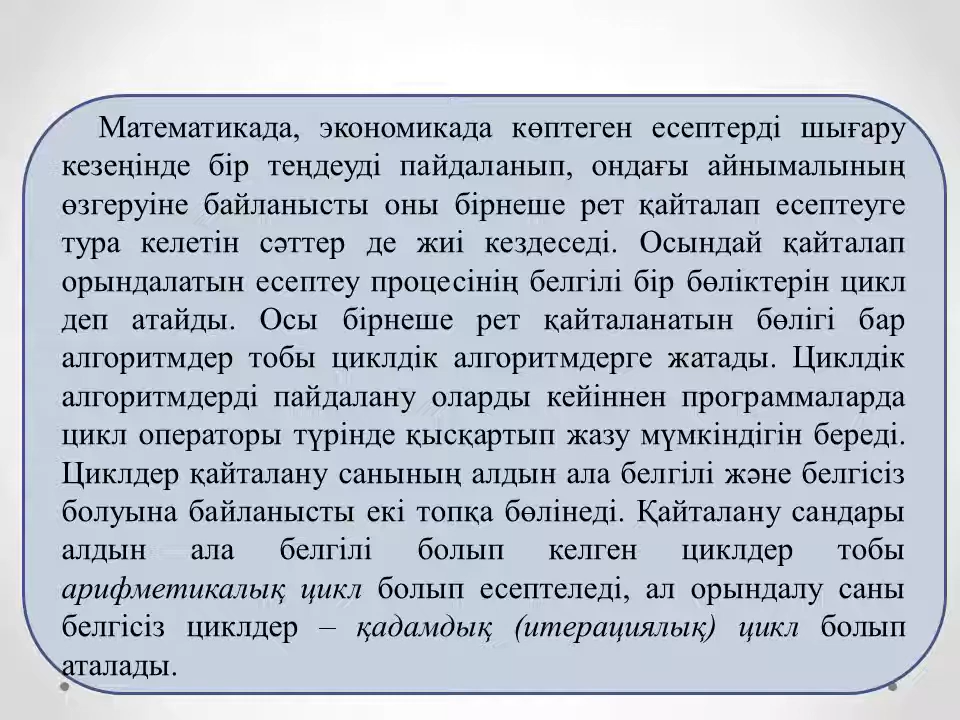 Математикада, экономикада көптеген есептерді шығару
кезеңінде бір теңдеуді пайдаланып, ондағы айнымалының
өзгеруіне байланысты оны бірнеше рет қайталап есептеуге
тура келетін сәттер де жиі кездеседі. Осындай қайталап
орындалатын есептеу процесінің белгілі бір бөліктерін цикл
деп атайды. Осы бірнеше рет қайталанатын бөлігі бар
алгоритмдер тобы циклдік алгоритмдерге жатады. Циклдік
алгоритмдерді пайдалану оларды кейіннен программаларда
цикл операторы түрінде қысқартып жазу мүмкіндігін береді.
Циклдер қайталану санының алдын ала белгілі және белгісіз
болуына байланысты екі топқа бөлінеді. Қайталану сандары
алдын ала белгілі болып келген циклдер тобы
арифметикалық цикл болып есептеледі, ал орындалу саны
белгісіз циклдер – қадамдық (итерациялық) цикл болып
аталады.